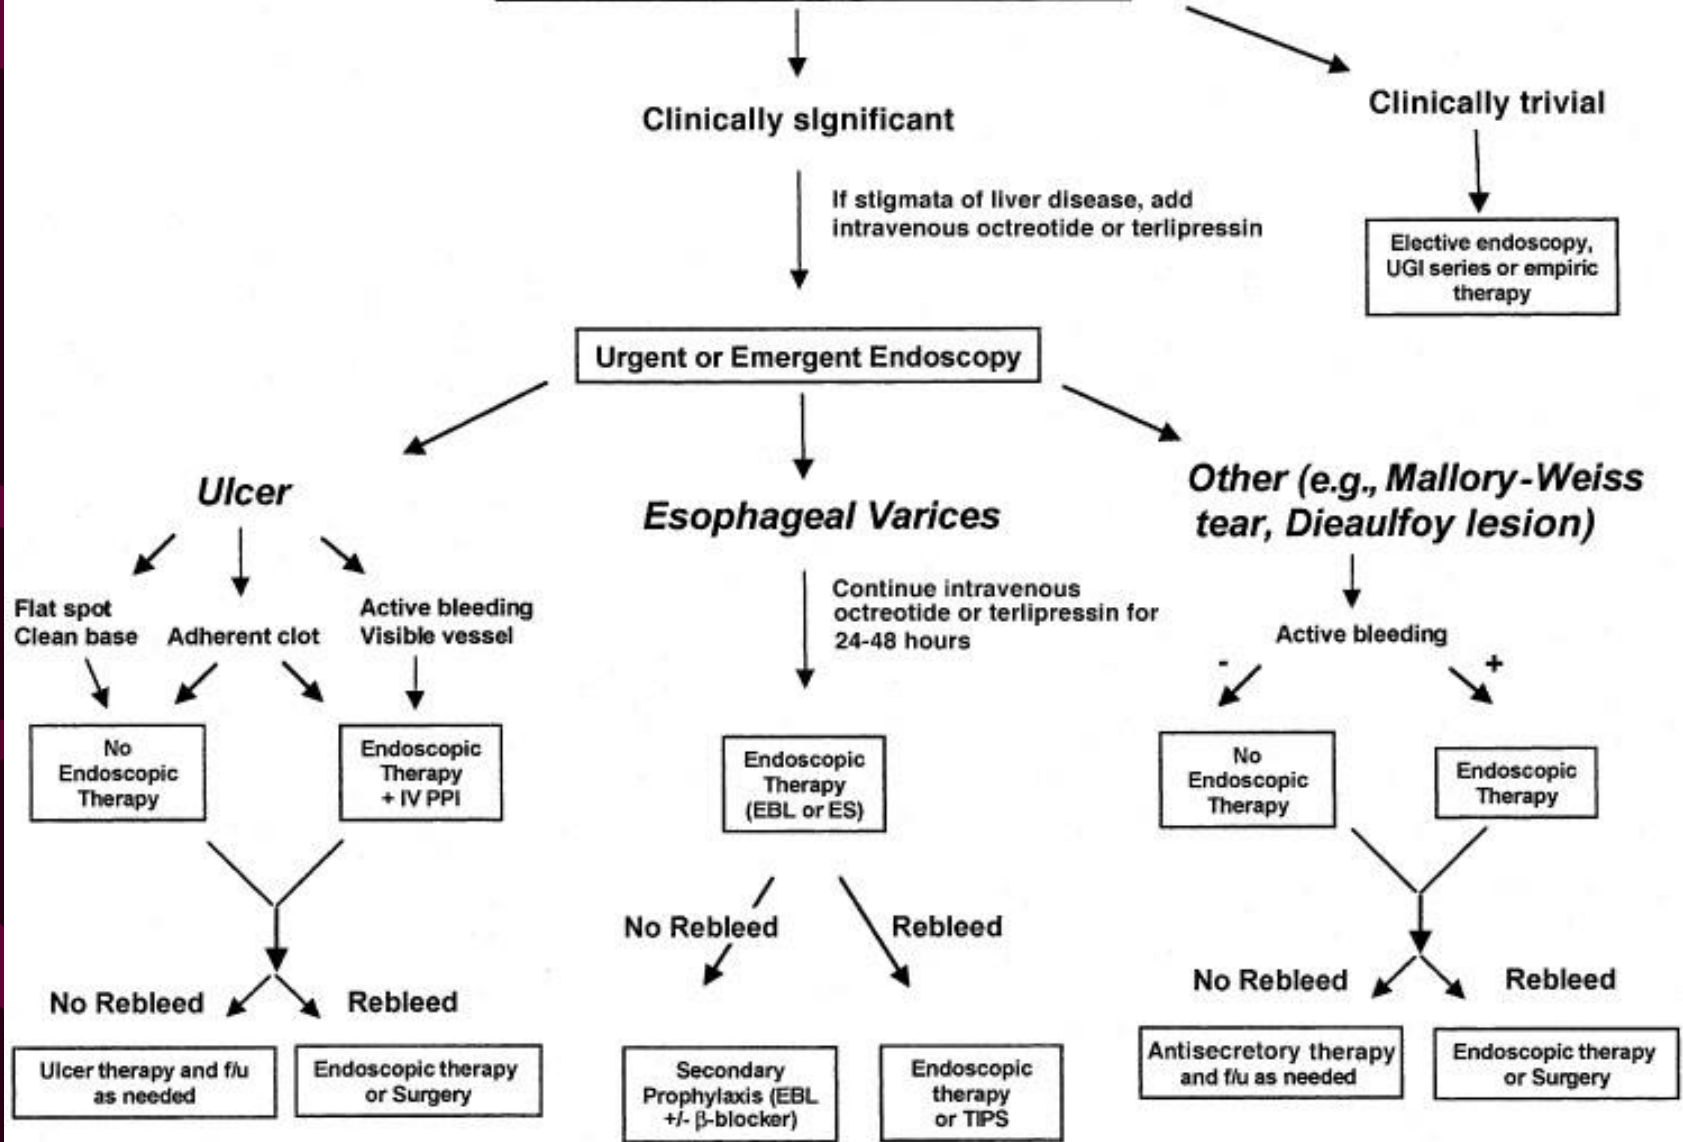 Clinically sIgnificant
Clinically trivial
If stigmata of liver disease, add
intravenous octreotide or terlipressin
Elective endoscopy,
UGI series or empiric
therapy
Urgent or Emergent Endoscopy
Ulcer
Esophageal Varices
Other (e.g., Mallory-Weiss
tear, Dieaulfoy lesion)
Flat spot
Clean base
Adherent clot
Active bleeding
Visible vessel
Continue intravenous
octreotide or terlipressin for
24-48 hours
Active bleeding
-
+
No
Endoscopic
Therapy
Endoscopic
Therapy
+ IV PPI
Endoscopic
Therapy
(EBL or ES)
No
Endoscopic
Therapy
Endoscopic
Therapy
No Rebleed
Rebleed
No Rebleed
Rebleed
No Rebleed
Rebleed
Ulcer therapy and f/u
as needed
Endoscopic therapy
or Surgery
Secondary
Prophylaxis (EBL
+/- β-blocker)
Endoscopic
therapy
or TIPS
Antisecretory therapy
and f/u as needed
Endoscopic therapy
or Surgery